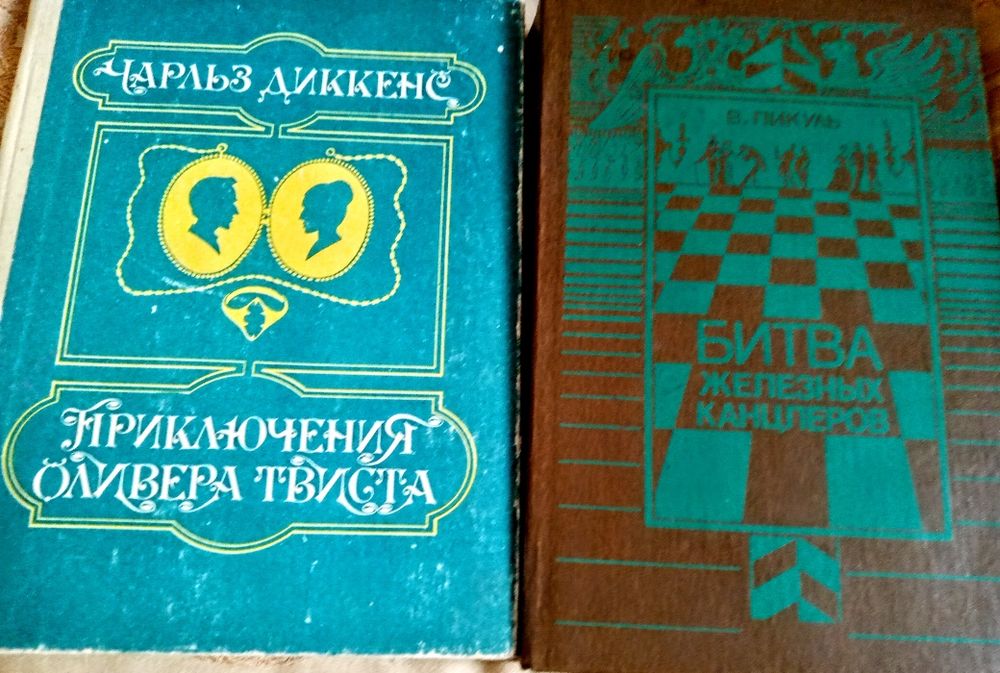 ЧАРЛЬЗ ДИККЕНС
ПРИКЛЮЧЕНИЯ
ОЛИВЕРА ТВИСТА
В. ПИКУЛЬ
БИТВА
ЖЕЛЕЗНЫХ
КАНЦЛЕРОВ